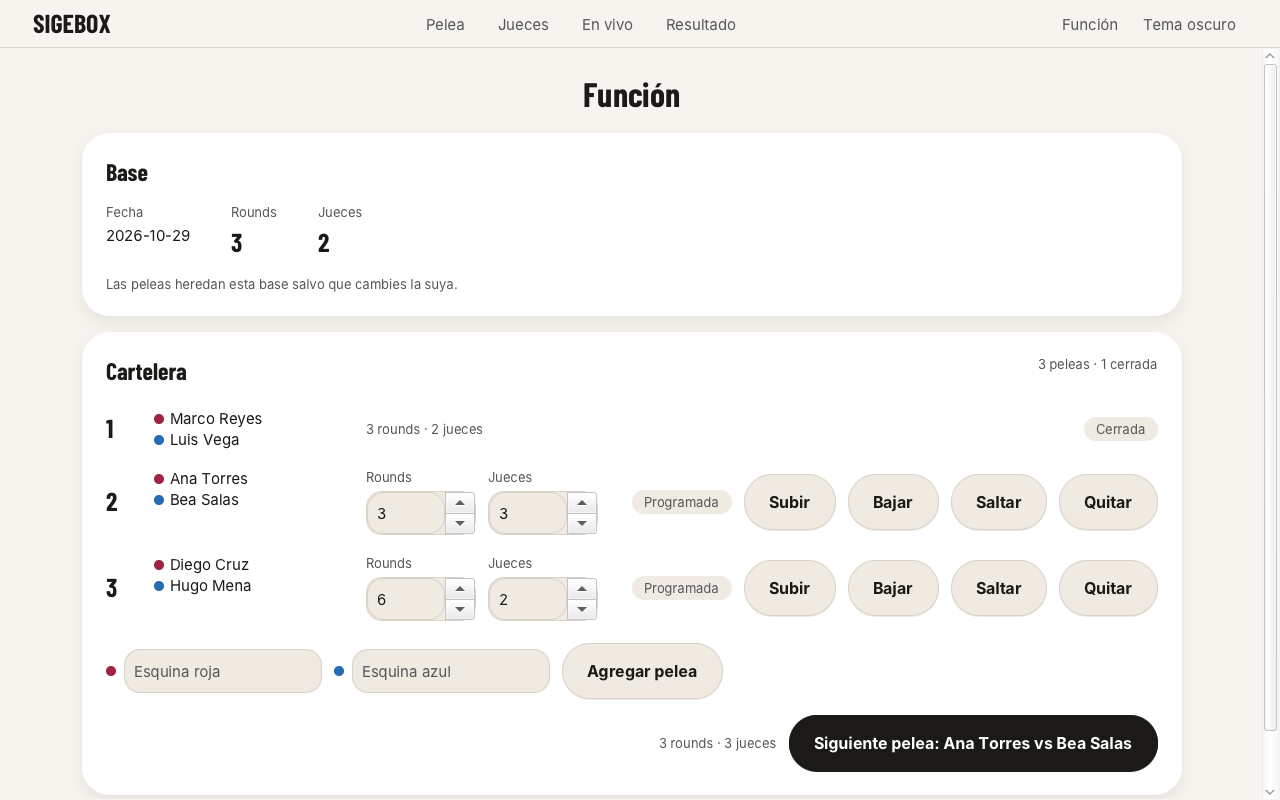 SIGEBOX
Pelea
Jueces
En vivo
Resultado
Función
Tema oscuro
Función
Base
Fecha
Rounds
Jueces
2026-10-29
3
2
Las peleas heredan esta base salvo que cambies la suya.
Cartelera
3 peleas · 1 cerrada
1
Marco Reyes
Luis Vega
3 rounds · 2 jueces
Cerrada
2
Ana Torres
Bea Salas
Rounds
3
Jueces
3
Programada
Subir
Bajar
Saltar
Quitar
3
Diego Cruz
Hugo Mena
Rounds
6
Jueces
2
Programada
Subir
Bajar
Saltar
Quitar
Esquina roja
Esquina azul
Agregar pelea
3 rounds · 3 jueces
Siguiente pelea: Ana Torres vs Bea Salas